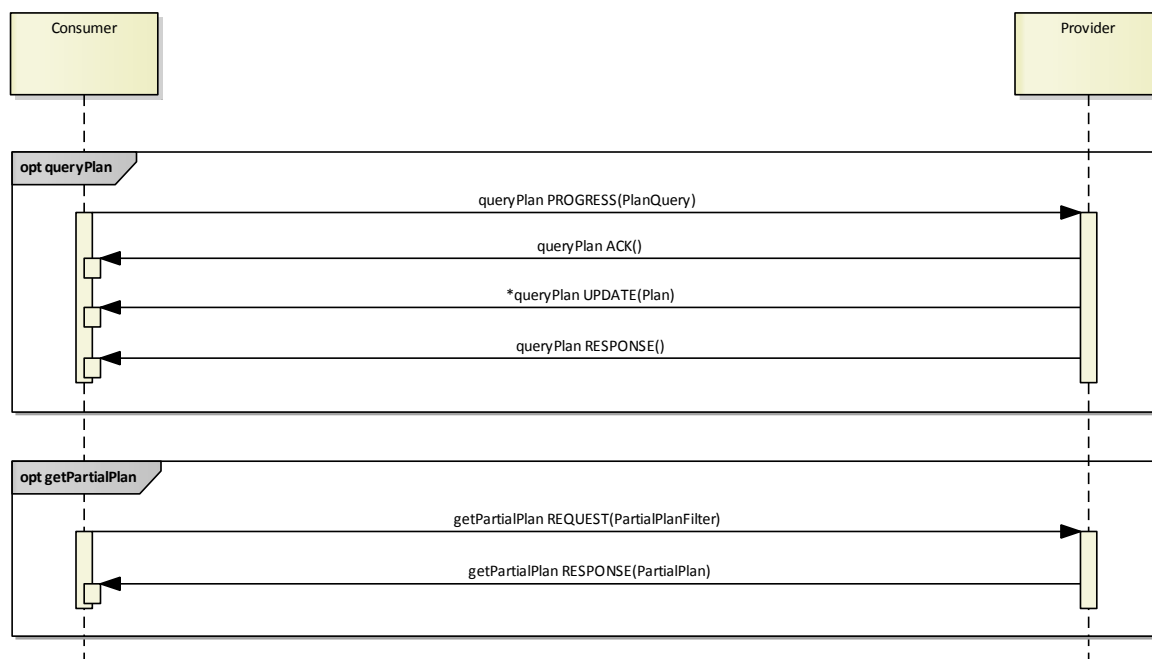 Consumer
Provider
opt queryPlan
queryPlan PROGRESS(PlanQuery)
queryPlan ACK()
*queryPlan UPDATE(Plan)
queryPlan RESPONSE()
opt getPartialPlan
getPartialPlan REQUEST(PartialPlanFilter)
getPartialPlan RESPONSE(PartialPlan)